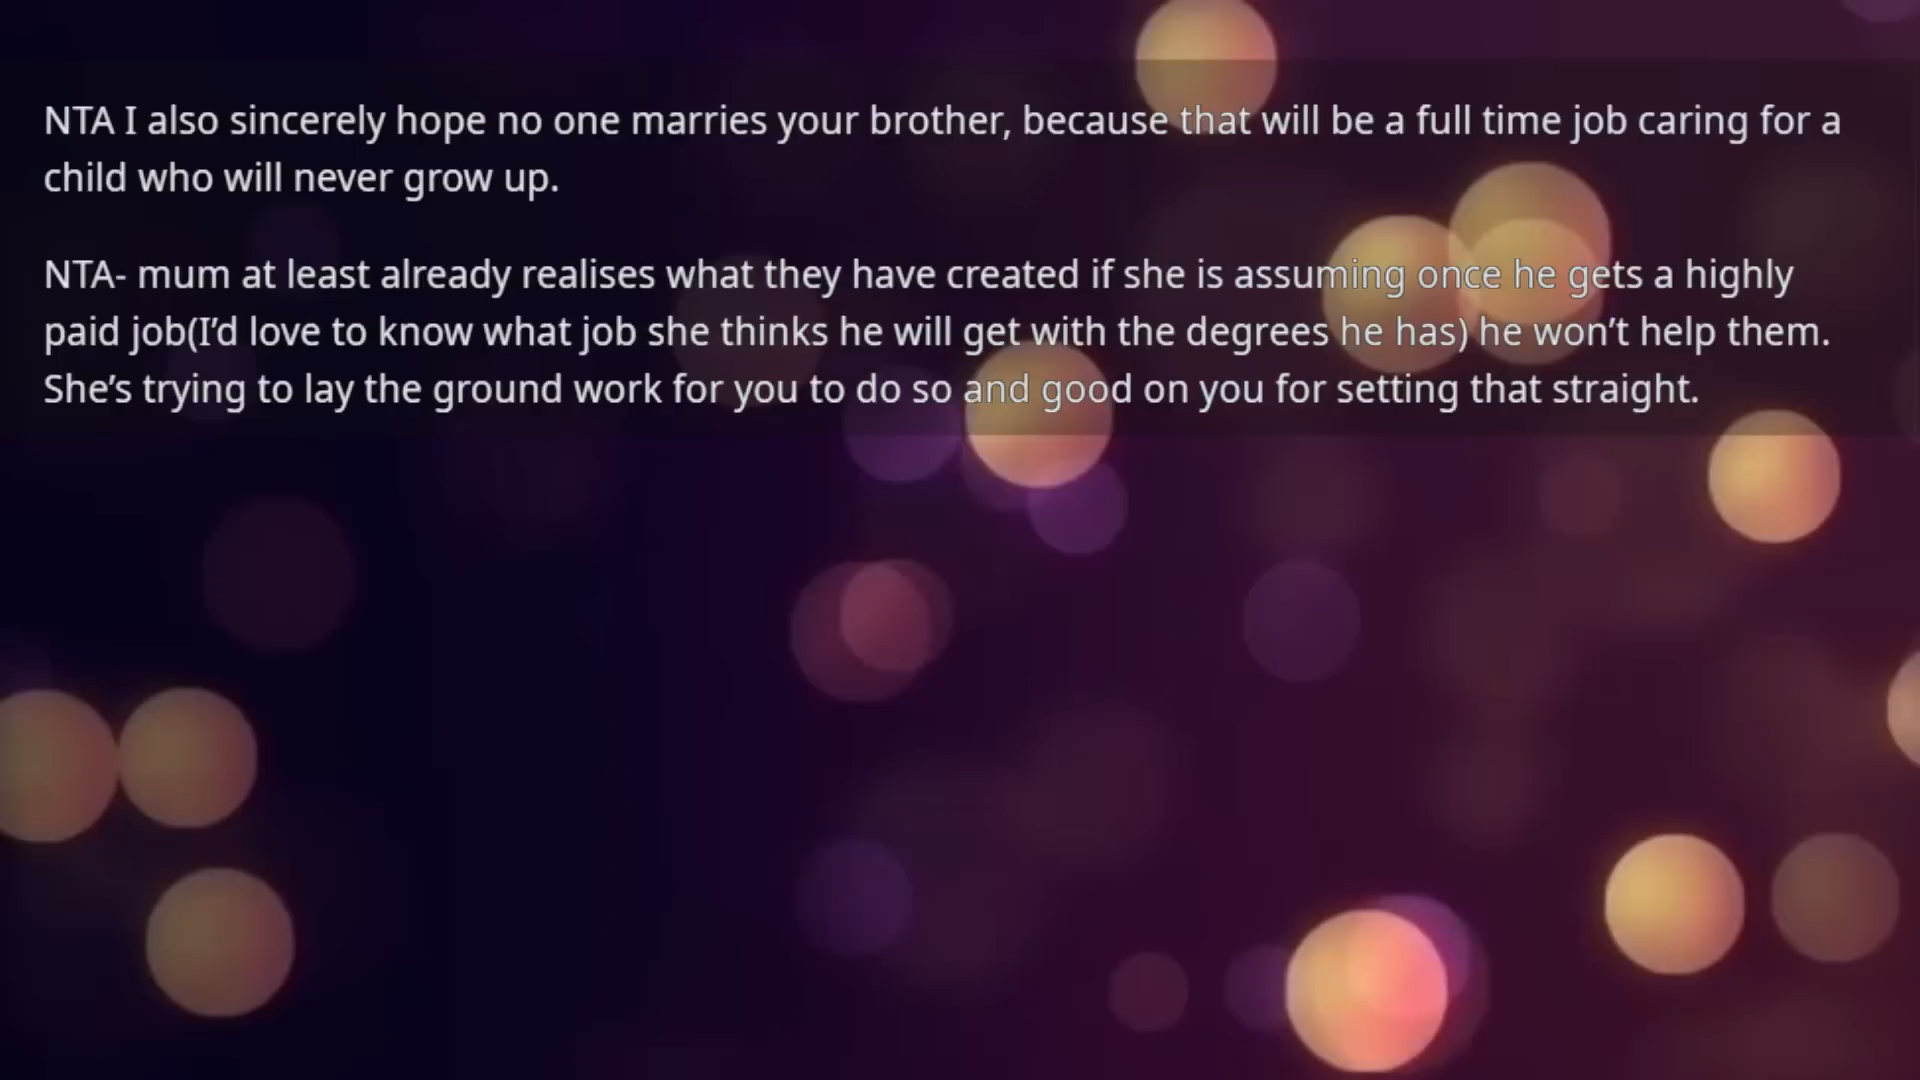 NTA I also sincerely hope no one marries your brother, because that will be a full time job caring for a
child who will never grow up.
NTA- mum at least already realises what they have created if she is assuming once he gets a highly
paid job(I’d love to know what job she thinks he will get with the degrees he has) he won’t help them.
She’s trying to lay the ground work for you to do so and good on you for setting that straight.